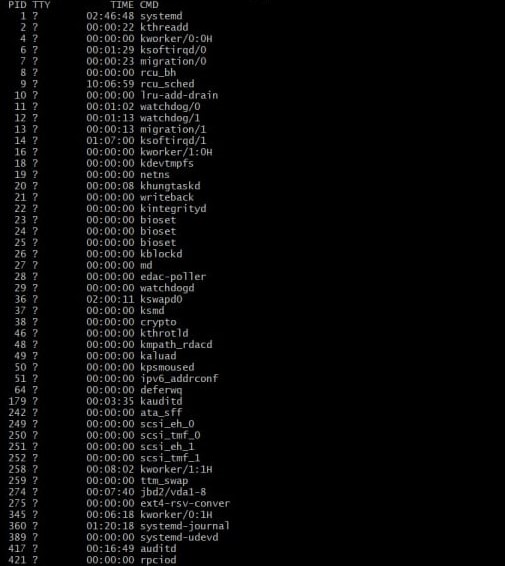 PID TTY TIME CMD
1 ? 02:46:48 systemd
2 ? 00:00:22 kthreadd
4 ? 00:00:00 kworker/0:0H
6 ? 00:01:29 ksoftirqd/0
7 ? 00:00:23 migration/0
8 ? 00:00:00 rcu_bh
9 ? 10:06:59 rcu_sched
10 ? 00:00:00 lru-add-drain
11 ? 00:01:02 watchdog/0
12 ? 00:01:13 watchdog/1
13 ? 00:00:13 migration/1
14 ? 01:07:00 ksoftirqd/1
16 ? 00:00:00 kworker/1:0H
18 ? 00:00:00 kdevtmpfs
19 ? 00:00:00 netns
20 ? 00:00:08 khungtaskd
21 ? 00:00:00 writeback
22 ? 00:00:00 kintegrityd
23 ? 00:00:00 bioset
24 ? 00:00:00 bioset
25 ? 00:00:00 bioset
26 ? 00:00:00 kblockd
27 ? 00:00:00 md
28 ? 00:00:00 edac-poller
29 ? 00:00:00 watchdogd
36 ? 02:00:11 kswapd0
37 ? 00:00:00 ksmd
38 ? 00:00:00 crypto
46 ? 00:00:00 kthrotld
48 ? 00:00:00 kmpath_rdacd
49 ? 00:00:00 kaluad
50 ? 00:00:00 kpsmoused
51 ? 00:00:00 ipv6_addrconf
64 ? 00:00:00 deferwq
179 ? 00:03:35 kauditd
242 ? 00:00:00 ata_sff
249 ? 00:00:00 scsi_eh_0
250 ? 00:00:00 scsi_tmf_0
251 ? 00:00:00 scsi_eh_1
252 ? 00:00:00 scsi_tmf_1
258 ? 00:08:02 kworker/1:1H
259 ? 00:00:00 ttm_swap
274 ? 00:07:40 jbd2/vda1-8
275 ? 00:00:00 ext4-rsv-conver
345 ? 00:06:18 kworker/0:1H
360 ? 01:20:18 systemd-journal
389 ? 00:00:00 systemd-udevd
417 ? 00:16:49 auditd
421 ? 00:00:00 rpciod